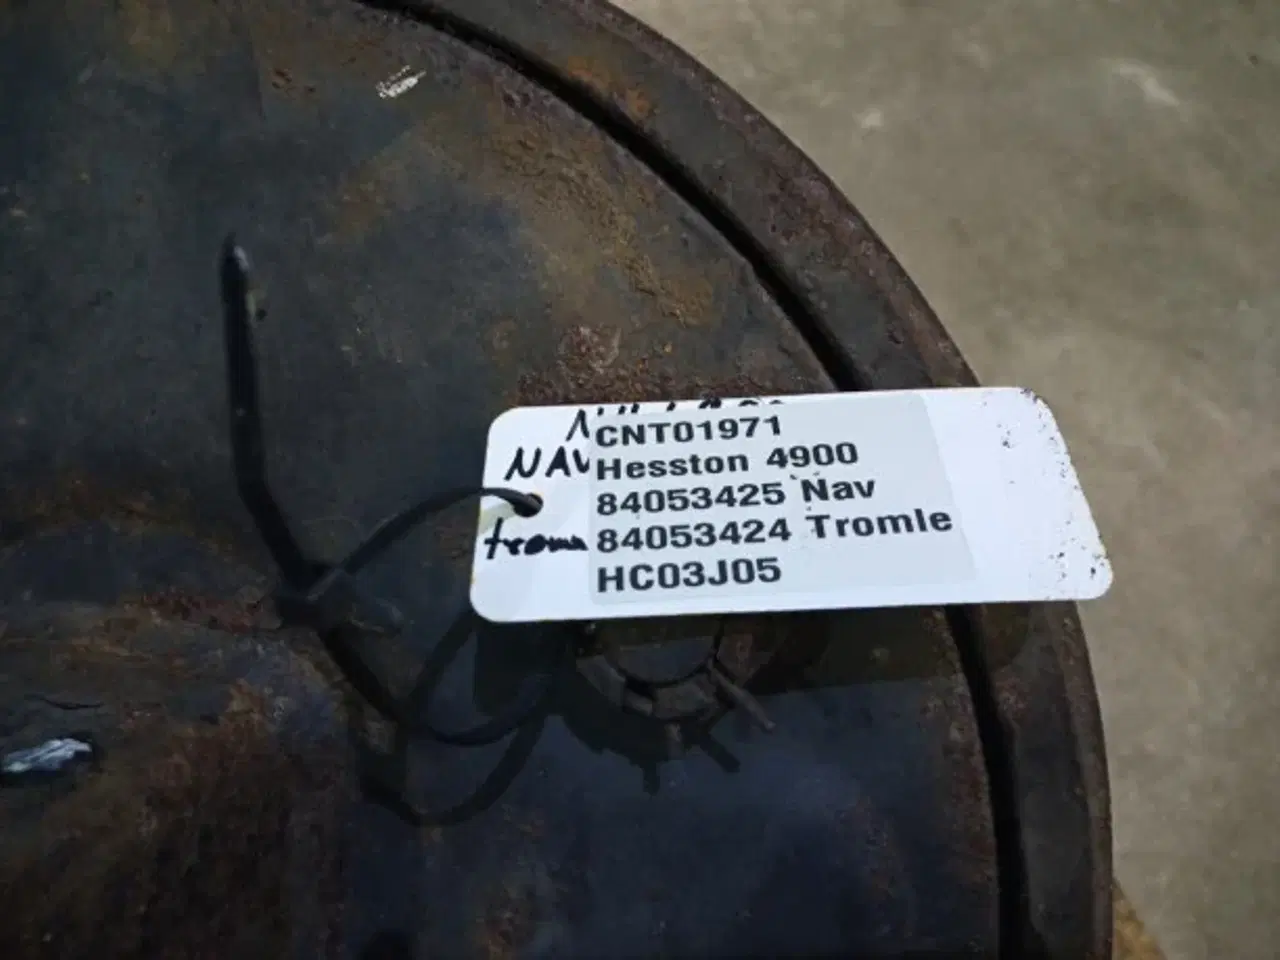 CNT01971
NAV Hesston 4900
84053425 Nav
84053424 Tromle
HC03J05